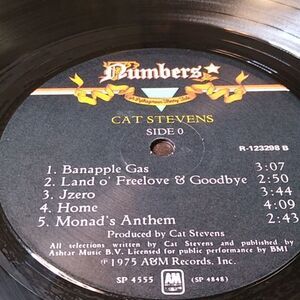 Numbers
A Pythagorean Theory Tale
CAT STEVENS
SIDE 0
R-123298 B
1. Banapple Gas 3:07
2. Land o' Freelove & Goodbye 2:50
3. Jzero 3:44
4. Home 4:09
5. Monad's Anthem 2:43
Produced by Cat Stevens
All selections written by Cat Stevens and published by
Ashtar Music B.V. Licensed for public performance by BMI
SP 4555 A&M (SP 4848)
℗ 1975 A&M Records, Inc.